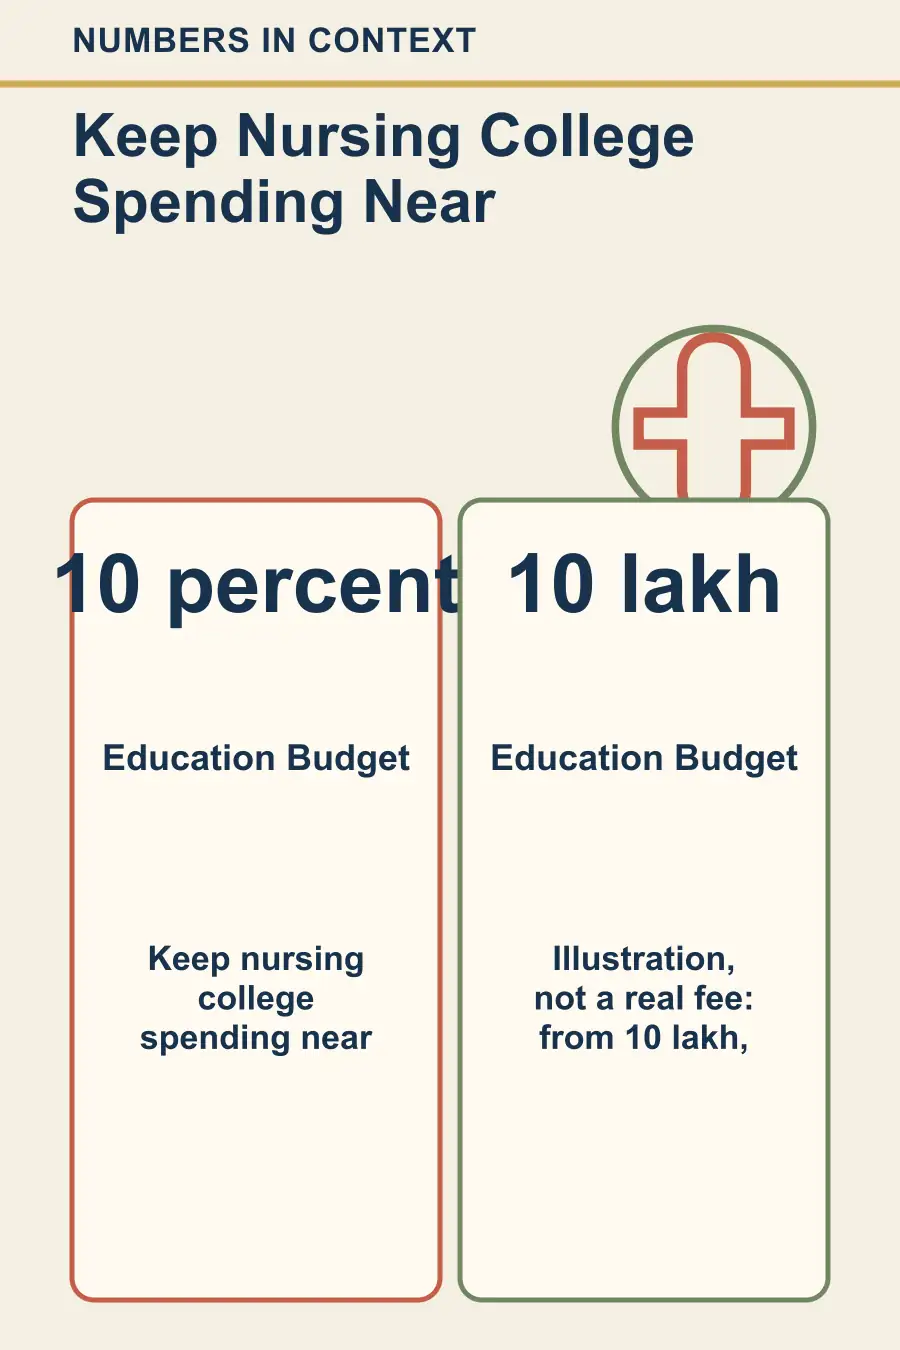 NUMBERS IN CONTEXT
Keep Nursing College
Spending Near
10 percent
Education Budget
Keep nursing
college
spending near
10 lakh
Education Budget
Illustration,
not a real fee:
from 10 lakh,